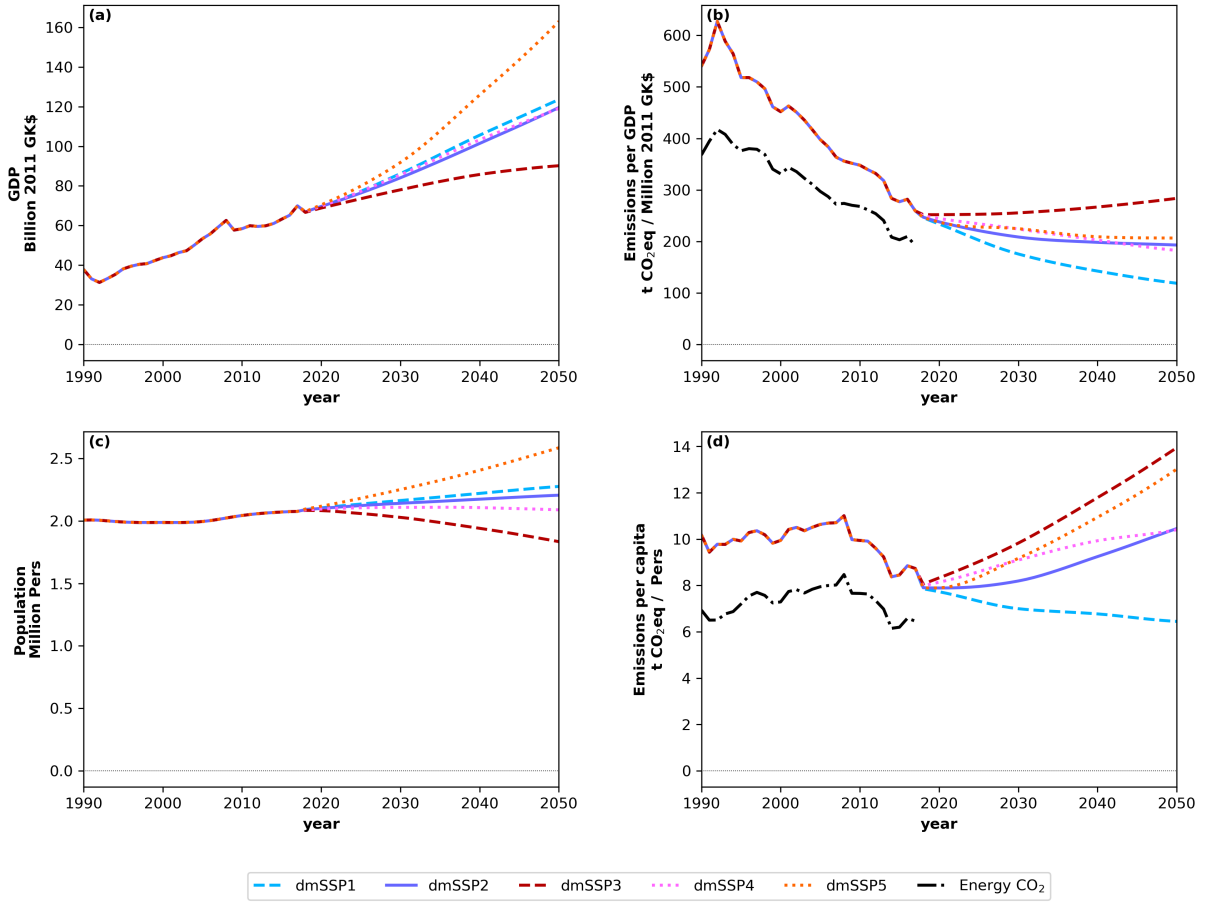 (a)
GDP
Billion 2011 GK$
160
140
120
100
80
60
40
20
0
1990 2000 2010 2020 2030 2040 2050
year
(b)
Emissions per GDP
t CO₂eq / Million 2011 GK$
600
500
400
300
200
100
0
1990 2000 2010 2020 2030 2040 2050
year
(c)
Population
Million Pers
2.5
2.0
1.5
1.0
0.5
0.0
1990 2000 2010 2020 2030 2040 2050
year
(d)
Emissions per capita
t CO₂eq / Pers
14
12
10
8
6
4
2
0
1990 2000 2010 2020 2030 2040 2050
year
dmSSP1 dmSSP2 dmSSP3 dmSSP4 dmSSP5 Energy CO₂